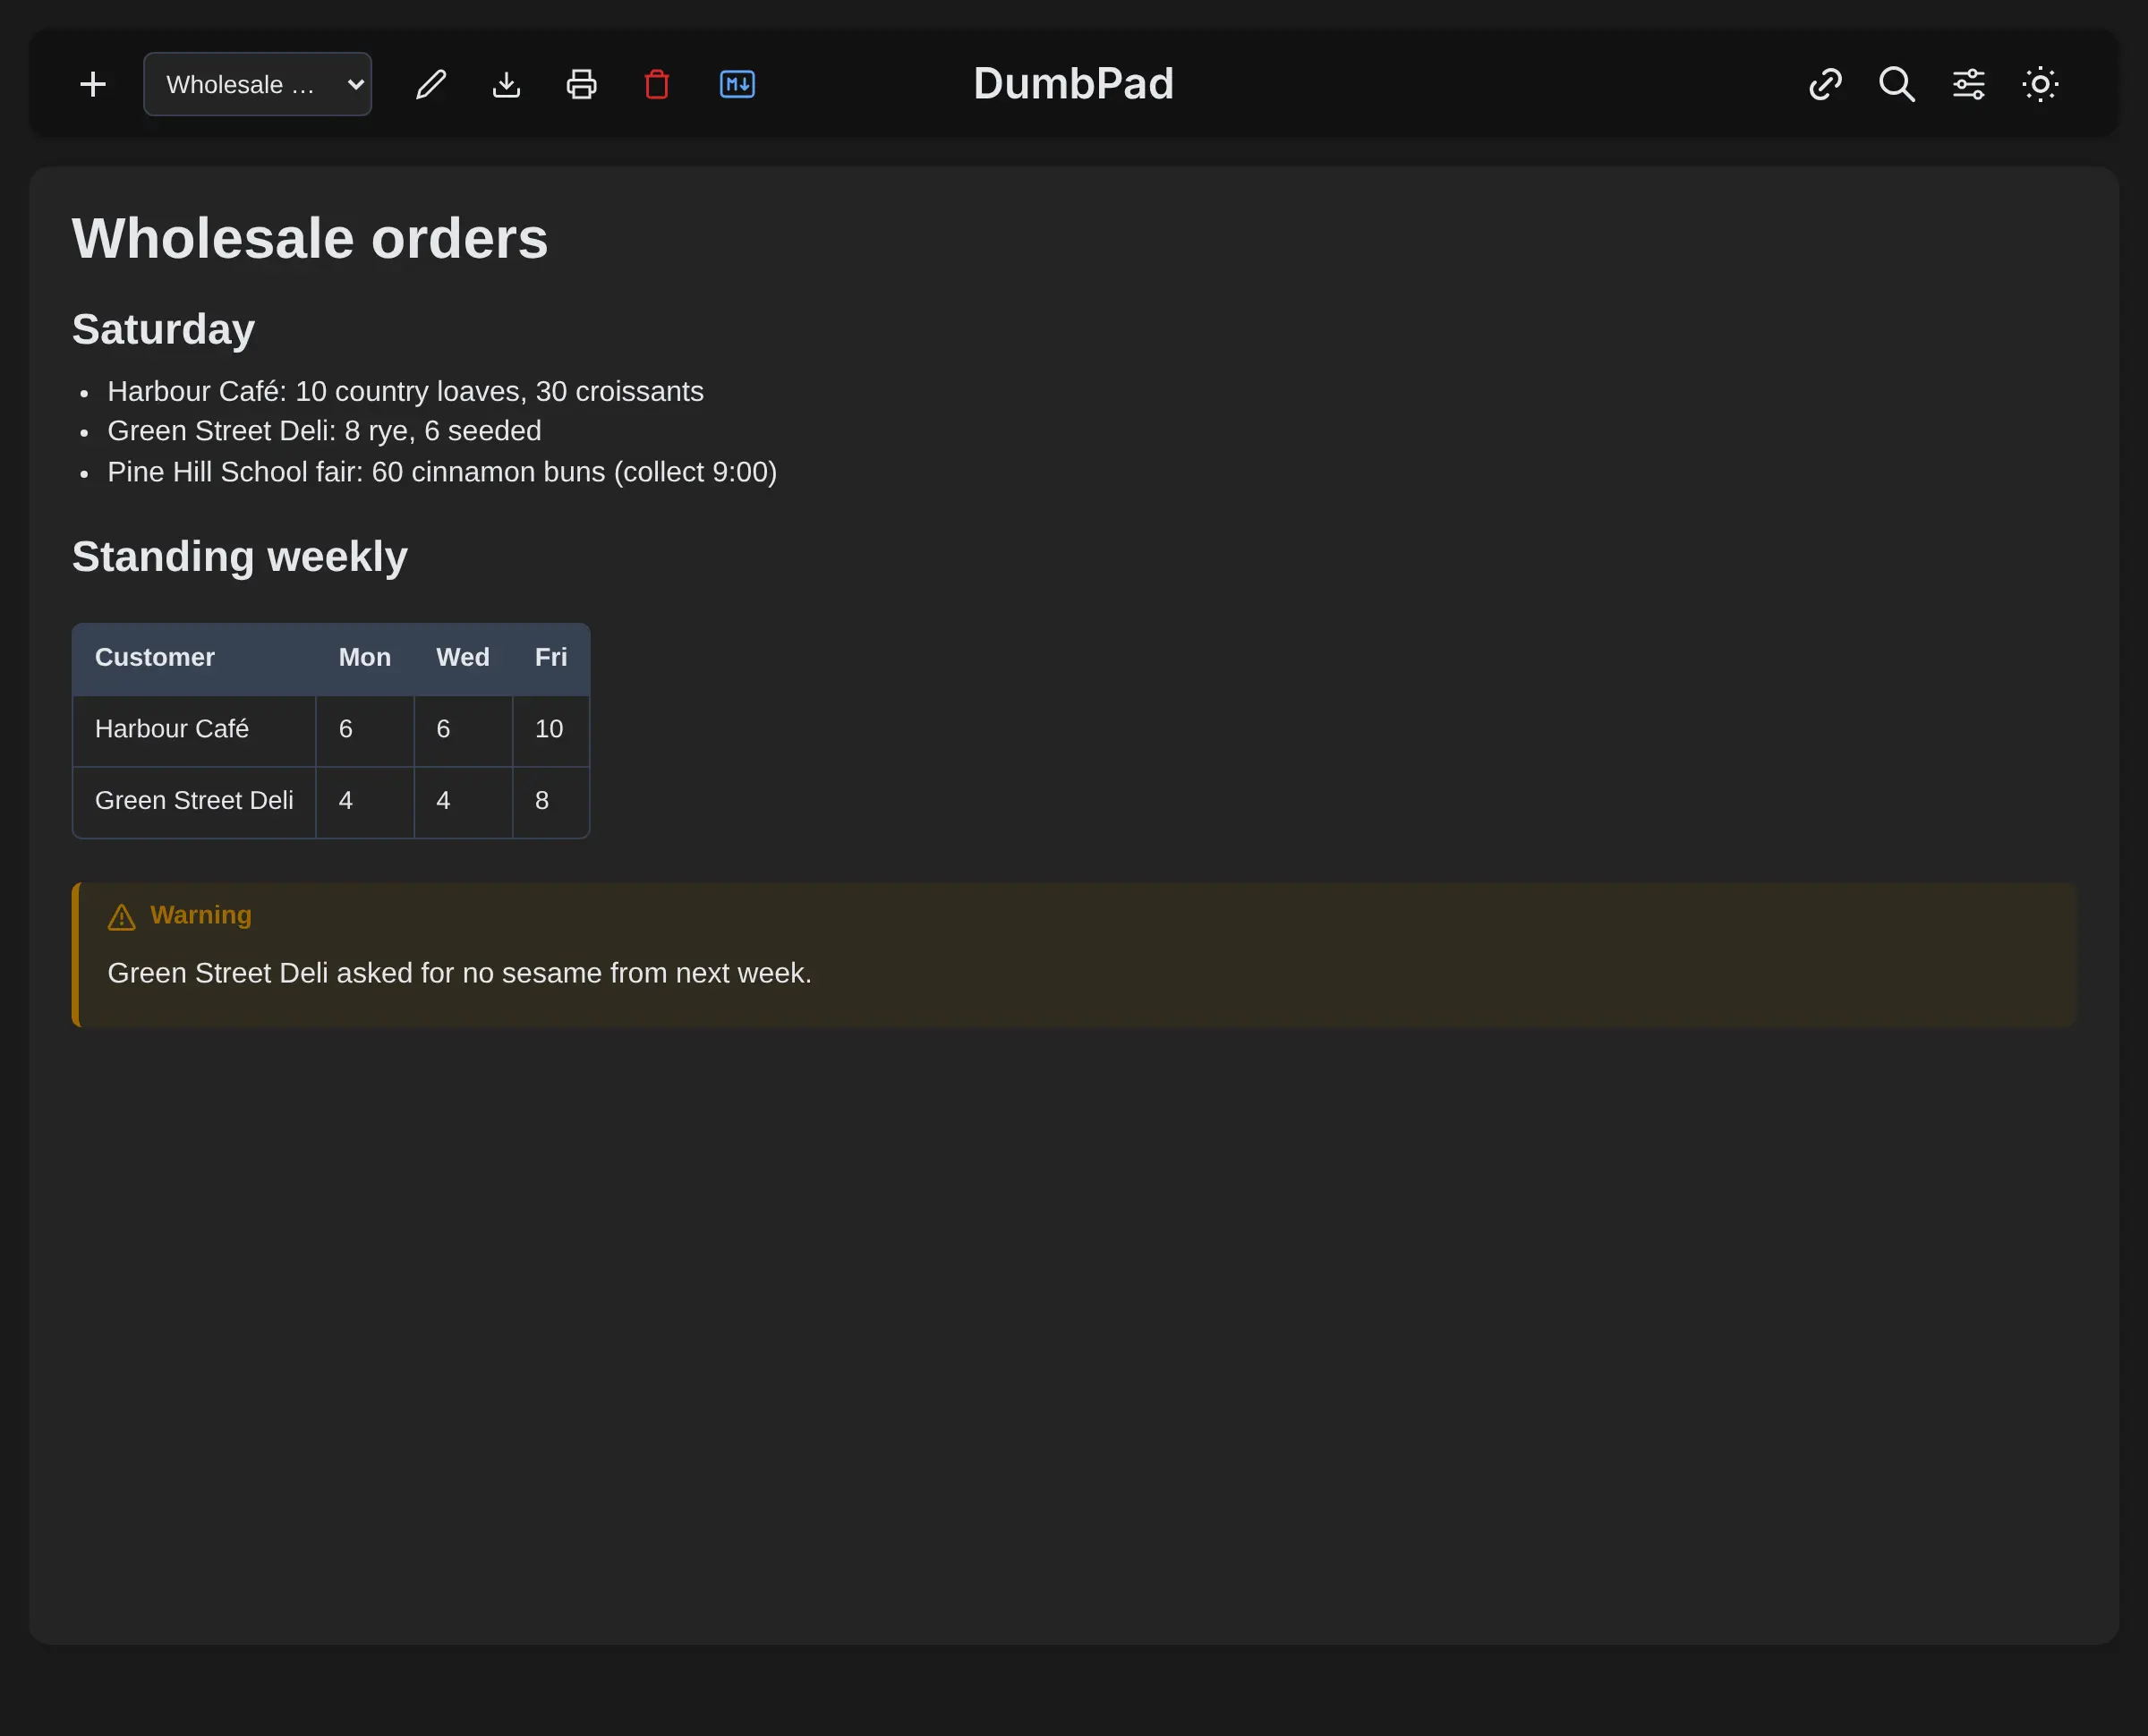 Wholesale …
DumbPad
Wholesale orders
Saturday
• Harbour Café: 10 country loaves, 30 croissants
• Green Street Deli: 8 rye, 6 seeded
• Pine Hill School fair: 60 cinnamon buns (collect 9:00)
Standing weekly
Customer Mon Wed Fri
Harbour Café 6 6 10
Green Street Deli 4 4 8
Warning
Green Street Deli asked for no sesame from next week.